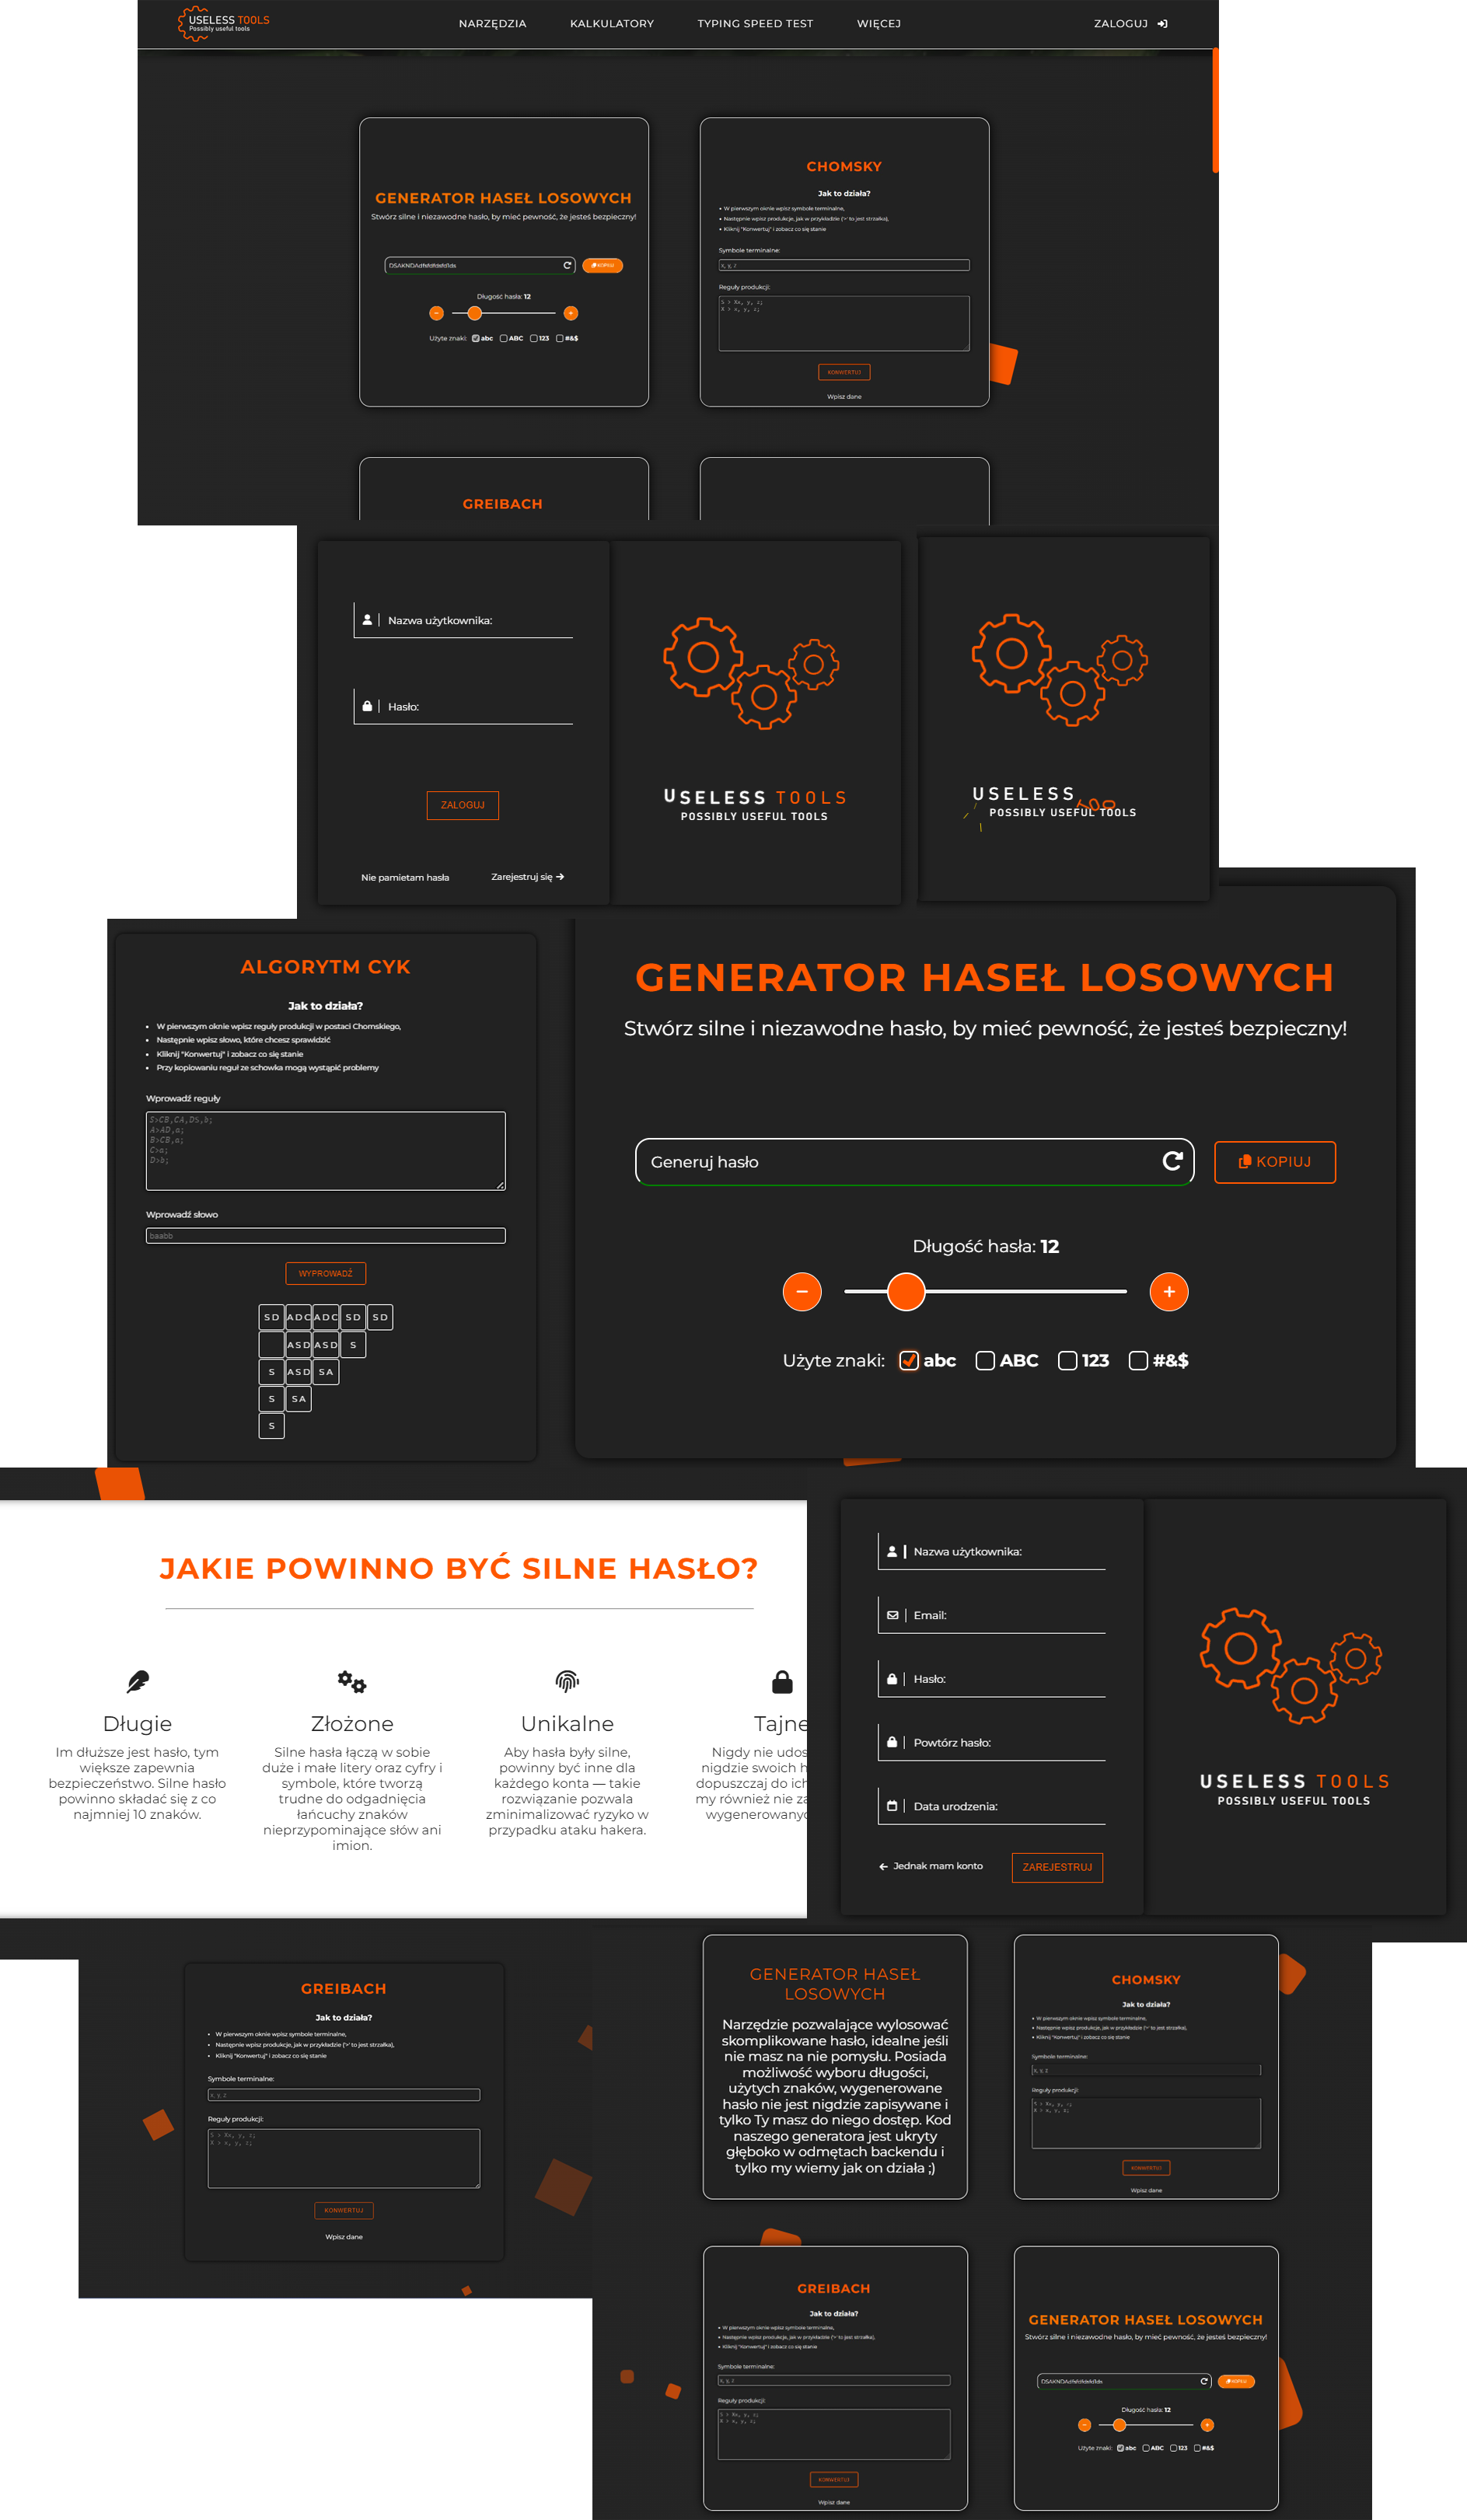 USELESS TOOLS
Possibly useful tools
NARZĘDZIA
KALKULATORY
TYPING SPEED TEST
WIĘCEJ
ZALOGUJ
GENERATOR HASEŁ LOSOWYCH
Stwórz silne i niezawodne hasło, by mieć pewność, że jesteś bezpieczny!
KOPIUJ
Długość hasła: 12
Użyte znaki: abc ABC 123 #&$
CHOMSKY
Jak to działa?
• W pierwszym oknie wpisz symbole terminalne,
• Następnie wpisz produkcje, jak w przykładzie ('>' to jest strzałka),
• Kliknij "Konwertuj" i zobacz co się stanie
Symbole terminalne:
x, y, z
Reguły produkcji:
S > Xx, y, z;
X > x, y, z;
KONWERTUJ
Wpisz dane
GREIBACH
Nazwa użytkownika:
Hasło:
ZALOGUJ
Nie pamietam hasła
Zarejestruj się
USELESS TOOLS
POSSIBLY USEFUL TOOLS
USELESS TOO
POSSIBLY USEFUL TOOLS
ALGORYTM CYK
Jak to działa?
• W pierwszym oknie wpisz reguły produkcji w postaci Chomskiego,
• Następnie wpisz słowo, które chcesz sprawidzić
• Kliknij "Konwertuj" i zobacz co się stanie
• Przy kopiowaniu reguł ze schowka mogą wystąpić problemy
Wprowadź reguły
S>CB,CA,DS,b;
A>AD,a;
B>CB,a;
C>a;
D>b;
Wprowadź słowo
baabb
WYPROWADŹ
SD ADC ADC SD SD
ASD ASD S
S ASD SA
S SA
S
GENERATOR HASEŁ LOSOWYCH
Stwórz silne i niezawodne hasło, by mieć pewność, że jesteś bezpieczny!
Generuj hasło
KOPIUJ
Długość hasła: 12
Użyte znaki: abc ABC 123 #&$
JAKIE POWINNO BYĆ SILNE HASŁO?
Długie
Im dłuższe jest hasło, tym
większe zapewnia
bezpieczeństwo. Silne hasło
powinno składać się z co
najmniej 10 znaków.
Złożone
Silne hasła łączą w sobie
duże i małe litery oraz cyfry i
symbole, które tworzą
trudne do odgadnięcia
łańcuchy znaków
nieprzypominające słów ani
imion.
Unikalne
Aby hasła były silne,
powinny być inne dla
każdego konta — takie
rozwiązanie pozwala
zminimalizować ryzyko w
przypadku ataku hakera.
Tajne
Nigdy nie udos
nigdzie swoich h
dopuszczaj do ich
my również nie za
wygenerowanyc
Nazwa użytkownika:
Email:
Hasło:
Powtórz hasło:
Data urodzenia:
Jednak mam konto
ZAREJESTRUJ
USELESS TOOLS
POSSIBLY USEFUL TOOLS
GREIBACH
Jak to działa?
• W pierwszym oknie wpisz symbole terminalne,
• Następnie wpisz produkcje, jak w przykładzie ('>' to jest strzałka),
• Kliknij "Konwertuj" i zobacz co się stanie
Symbole terminalne:
x, y, z
Reguły produkcji:
S > Xx, y, z;
X > x, y, z;
KONWERTUJ
Wpisz dane
GENERATOR HASEŁ
LOSOWYCH
Narzędzie pozwalające wylosować
skomplikowane hasło, idealne jeśli
nie masz na nie pomysłu. Posiada
możliwość wyboru długości,
użytych znaków, wygenerowane
hasło nie jest nigdzie zapisywane i
tylko Ty masz do niego dostęp. Kod
naszego generatora jest ukryty
głęboko w odmętach backendu i
tylko my wiemy jak on działa ;)
CHOMSKY
Jak to działa?
• W pierwszym oknie wpisz symbole terminalne,
• Następnie wpisz produkcje, jak w przykładzie ('>' to jest strzałka),
• Kliknij "Konwertuj" i zobacz co się stanie
Symbole terminalne:
x, y, z
Reguły produkcji:
S > Xx, y, z;
X > x, y, z;
KONWERTUJ
Wpisz dane
GREIBACH
Jak to działa?
• W pierwszym oknie wpisz symbole terminalne,
• Następnie wpisz produkcje, jak w przykładzie ('>' to jest strzałka),
• Kliknij "Konwertuj" i zobacz co się stanie
Symbole terminalne:
x, y, z
Reguły produkcji:
S > Xx, y, z;
X > x, y, z;
KONWERTUJ
Wpisz dane
GENERATOR HASEŁ LOSOWYCH
Stwórz silne i niezawodne hasło, by mieć pewność, że jesteś bezpieczny!
KOPIUJ
Długość hasła: 12
Użyte znaki: abc ABC 123 #&$